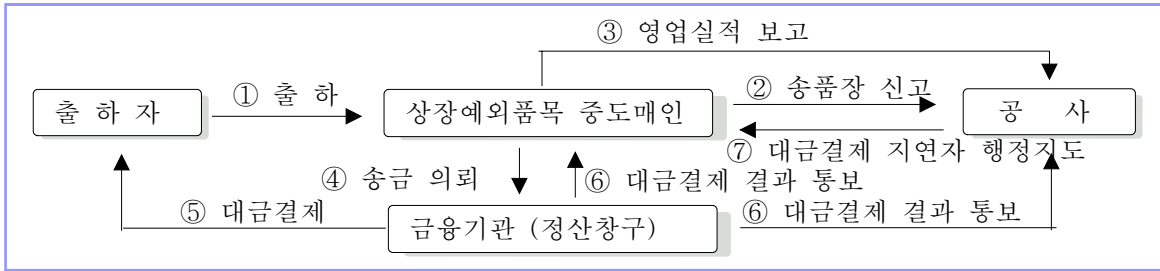 ③ 영업실적 보고
출 하 자
① 출 하
상장예외품목 중도매인
② 송품장 신고
공 사
⑦ 대금결제 지연자 행정지도
④ 송금 의뢰
⑥ 대금결제 결과 통보
⑤ 대금결제
금융기관 (정산창구)
⑥ 대금결제 결과 통보